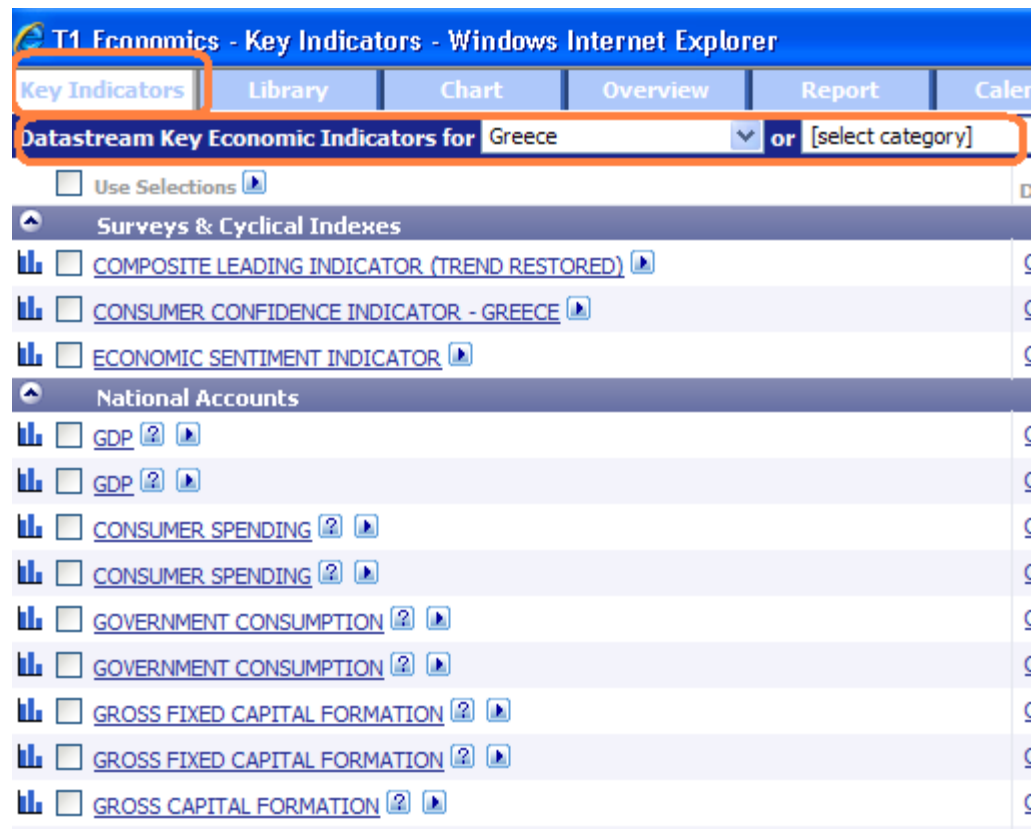 T1 Economics - Key Indicators - Windows Internet Explorer
Key Indicators Library Chart Overview Report
Datastream Key Economic Indicators for Greece or [select category]
Use Selections
Surveys & Cyclical Indexes
COMPOSITE LEADING INDICATOR (TREND RESTORED)
CONSUMER CONFIDENCE INDICATOR - GREECE
ECONOMIC SENTIMENT INDICATOR
National Accounts
GDP
GDP
CONSUMER SPENDING
CONSUMER SPENDING
GOVERNMENT CONSUMPTION
GOVERNMENT CONSUMPTION
GROSS FIXED CAPITAL FORMATION
GROSS FIXED CAPITAL FORMATION
GROSS CAPITAL FORMATION